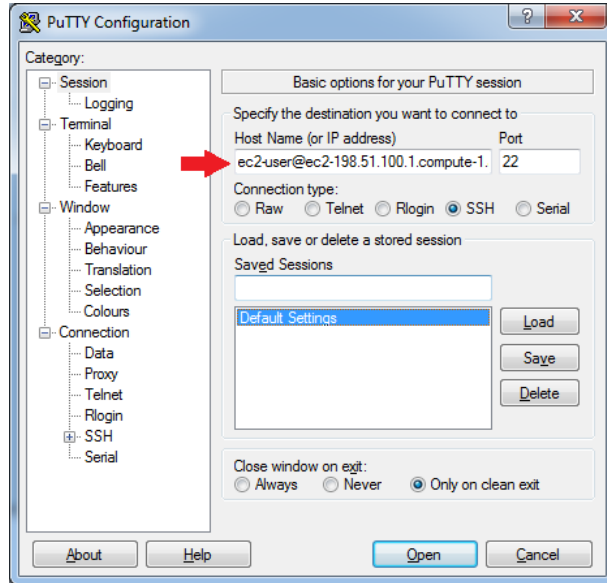 PuTTY Configuration
Category:
Session
Logging
Terminal
Keyboard
Bell
Features
Window
Appearance
Behaviour
Translation
Selection
Colours
Connection
Data
Proxy
Telnet
Rlogin
SSH
Serial
Basic options for your PuTTY session
Specify the destination you want to connect to
Host Name (or IP address) Port
ec2-user@ec2-198.51.100.1.compute-1. 22
Connection type:
Raw Telnet Rlogin SSH Serial
Load, save or delete a stored session
Saved Sessions
Default Settings
Load
Save
Delete
Close window on exit:
Always Never Only on clean exit
About Help Open Cancel